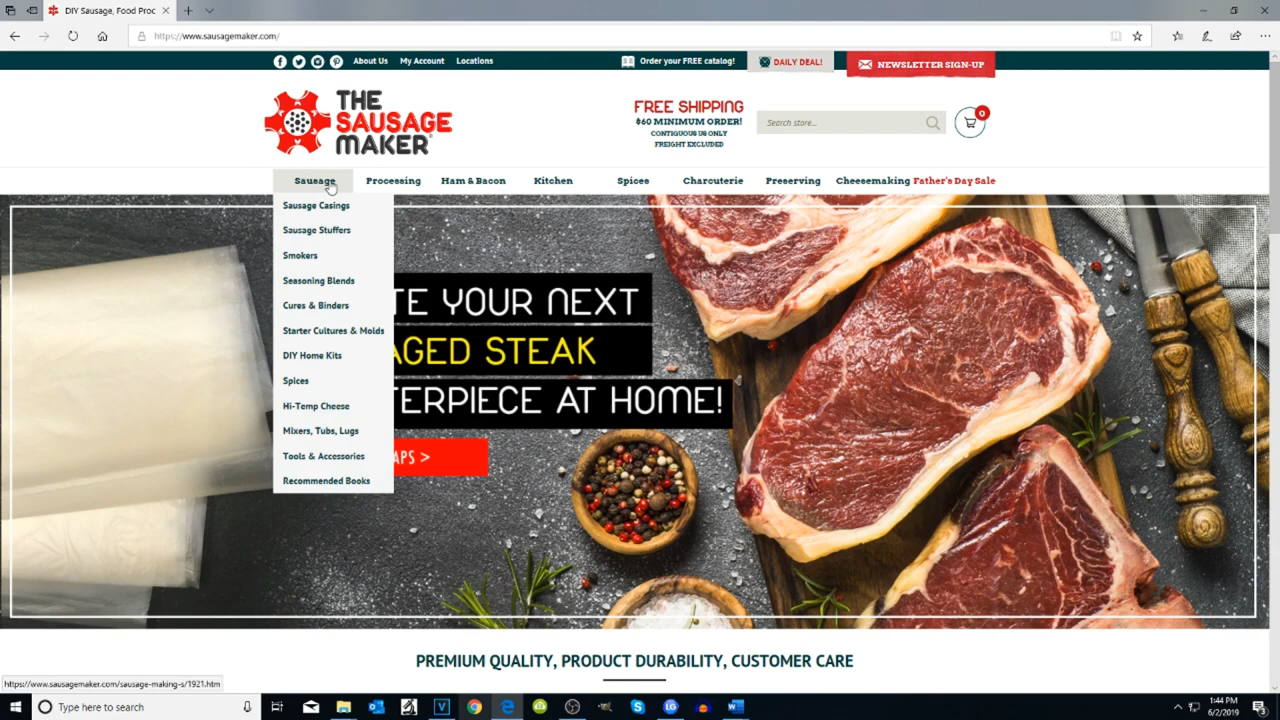 DIY Sausage, Food Proc
https://www.sausagemaker.com/
About Us My Account Locations
Order your FREE catalog!
DAILY DEAL!
NEWSLETTER SIGN-UP
THE
SAUSAGE
MAKER
FREE SHIPPING
$60 MINIMUM ORDER!
CONTIGUOUS US ONLY
FREIGHT EXCLUDED
Search store...
0
Sausage Processing Ham & Bacon Kitchen Spices Charcuterie Preserving Cheesemaking Father's Day Sale
Sausage Casings
Sausage Stuffers
Smokers
Seasoning Blends
Cures & Binders
Starter Cultures & Molds
DIY Home Kits
Spices
Hi-Temp Cheese
Mixers, Tubs, Lugs
Tools & Accessories
Recommended Books
TE YOUR NEXT
AGED STEAK
TERPIECE AT HOME!
APS >
PREMIUM QUALITY, PRODUCT DURABILITY, CUSTOMER CARE
https://www.sausagemaker.com/sausage-making-s/1921.htm
Type here to search
1:44 PM
6/2/2019